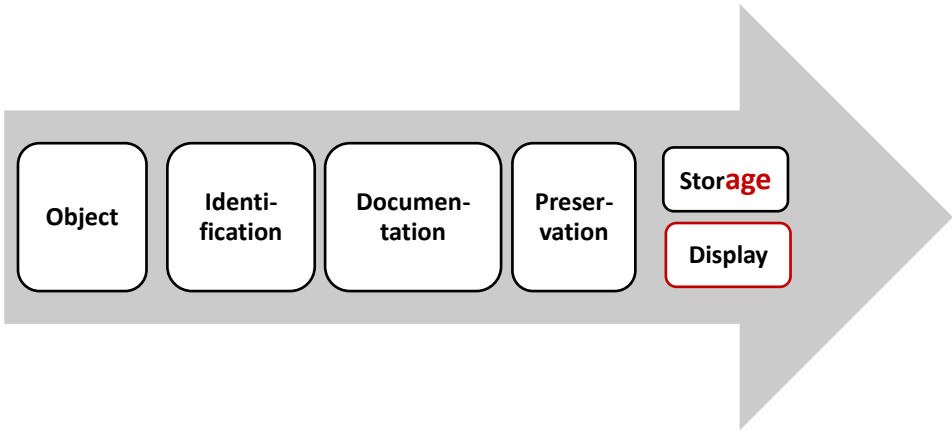 Object
Identi-
fication
Documen-
tation
Preser-
vation
Storage
Display